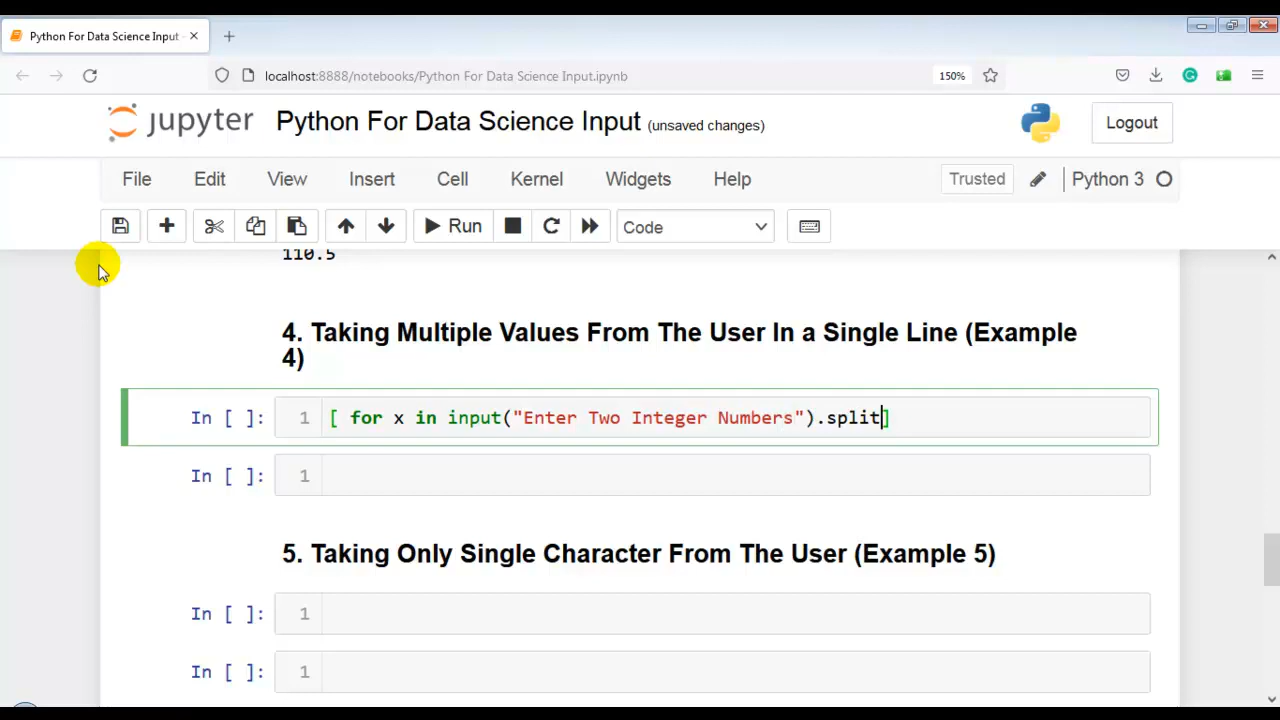 Python For Data Science Input
localhost:8888/notebooks/Python For Data Science Input.ipynb
150%
jupyter Python For Data Science Input (unsaved changes)
Logout
File Edit View Insert Cell Kernel Widgets Help
Trusted Python 3
Run Code
110.5
4. Taking Multiple Values From The User In a Single Line (Example
4)
In [ ]: 1 [ for x in input("Enter Two Integer Numbers").split]
In [ ]: 1
5. Taking Only Single Character From The User (Example 5)
In [ ]: 1
In [ ]: 1